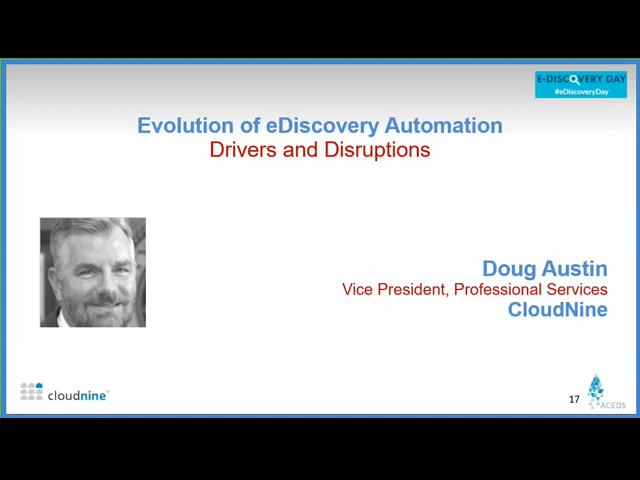 E-DISCOVERY DAY
#eDiscoveryDay
Evolution of eDiscovery Automation
Drivers and Disruptions
Doug Austin
Vice President, Professional Services
CloudNine
cloudnine
17
ACEDS